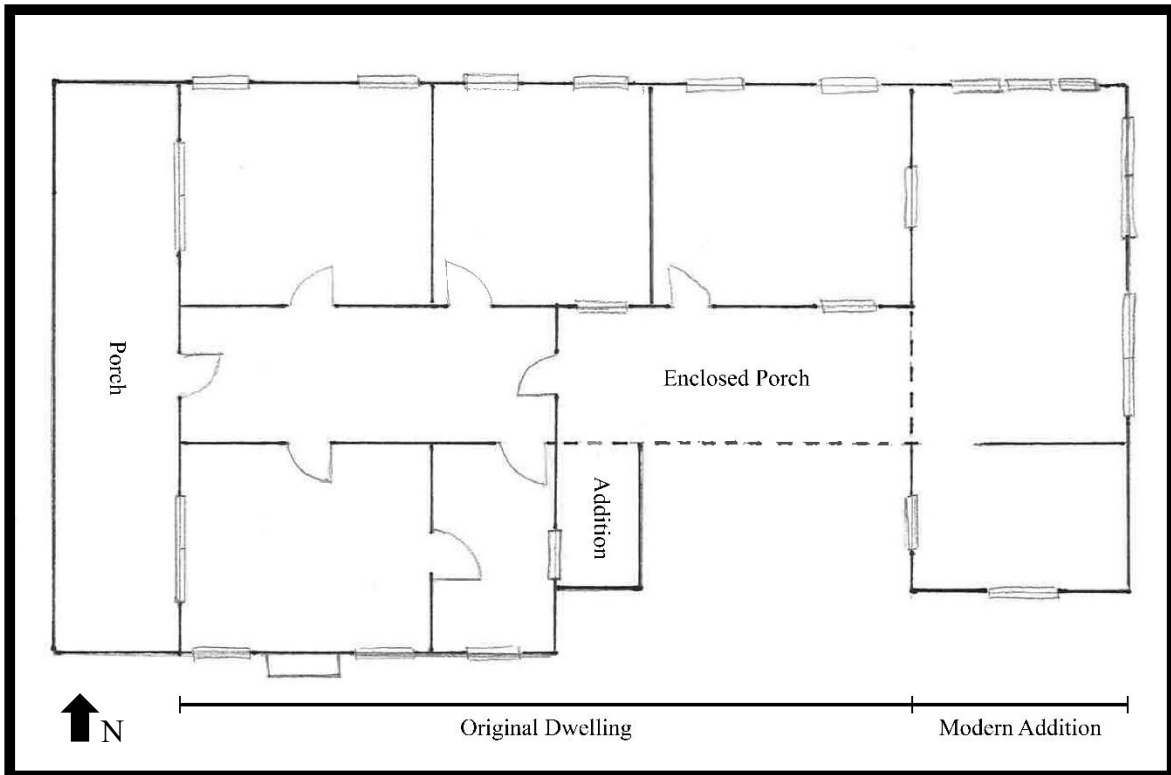 Porch
Enclosed Porch
Addition
N
Original Dwelling
Modern Addition